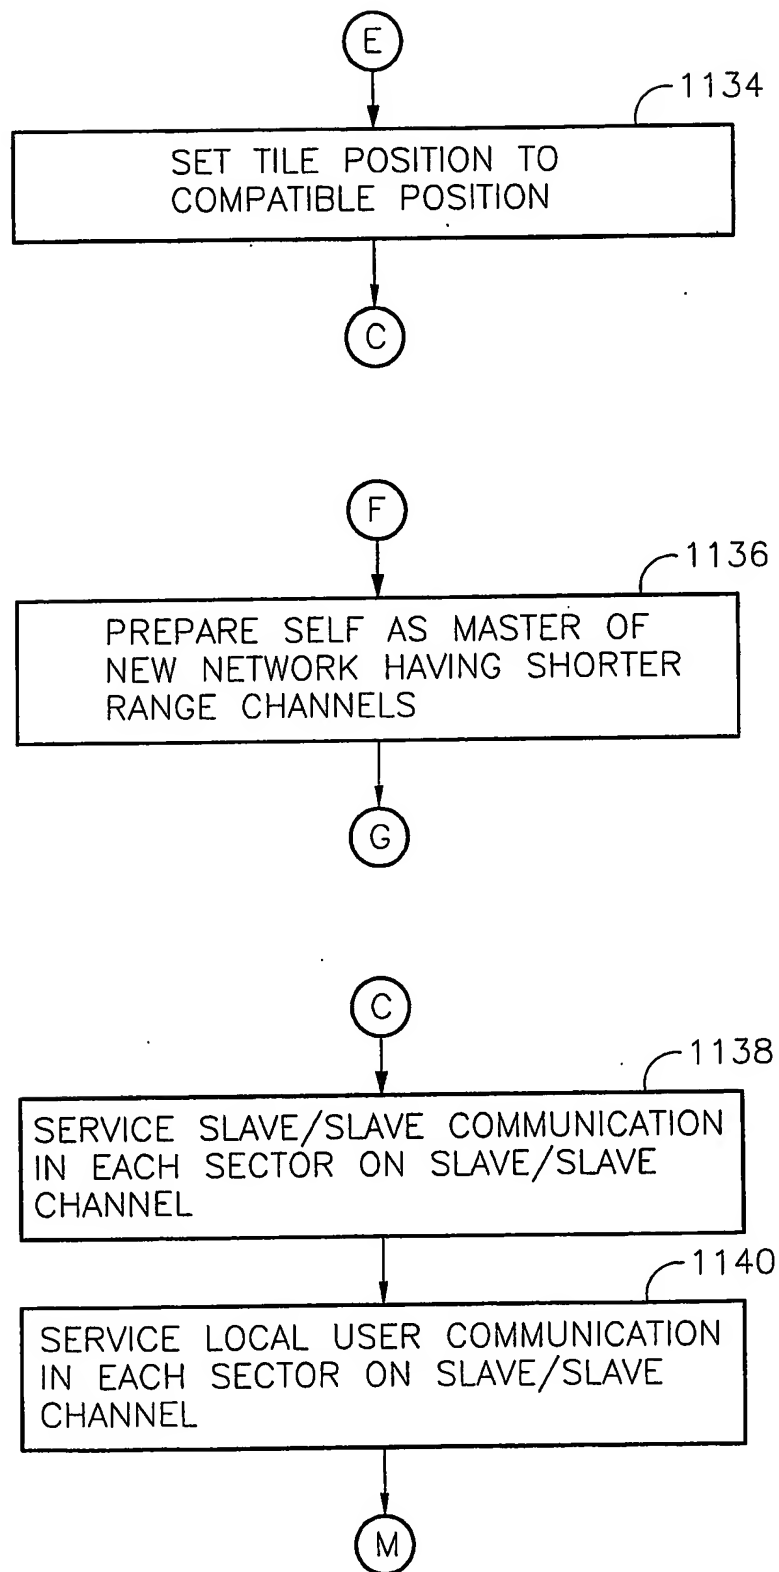 E
1134
SET TILE POSITION TO
COMPATIBLE POSITION
C
F
1136
PREPARE SELF AS MASTER OF
NEW NETWORK HAVING SHORTER
RANGE CHANNELS
G
C
1138
SERVICE SLAVE/SLAVE COMMUNICATION
IN EACH SECTOR ON SLAVE/SLAVE
CHANNEL
1140
SERVICE LOCAL USER COMMUNICATION
IN EACH SECTOR ON SLAVE/SLAVE
CHANNEL
M